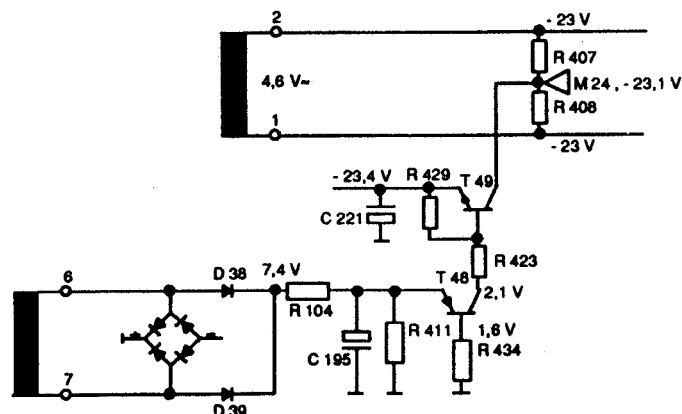 2
- 23 V
R 407
4,6 V~
M 24 , - 23,1 V
R 408
1
- 23 V
- 23,4 V
R 429
T 49
C 221
R 423
6
D 38
7,4 V
T 48
2,1 V
R 104
R 411
1,6 V
C 195
R 434
7
D 39